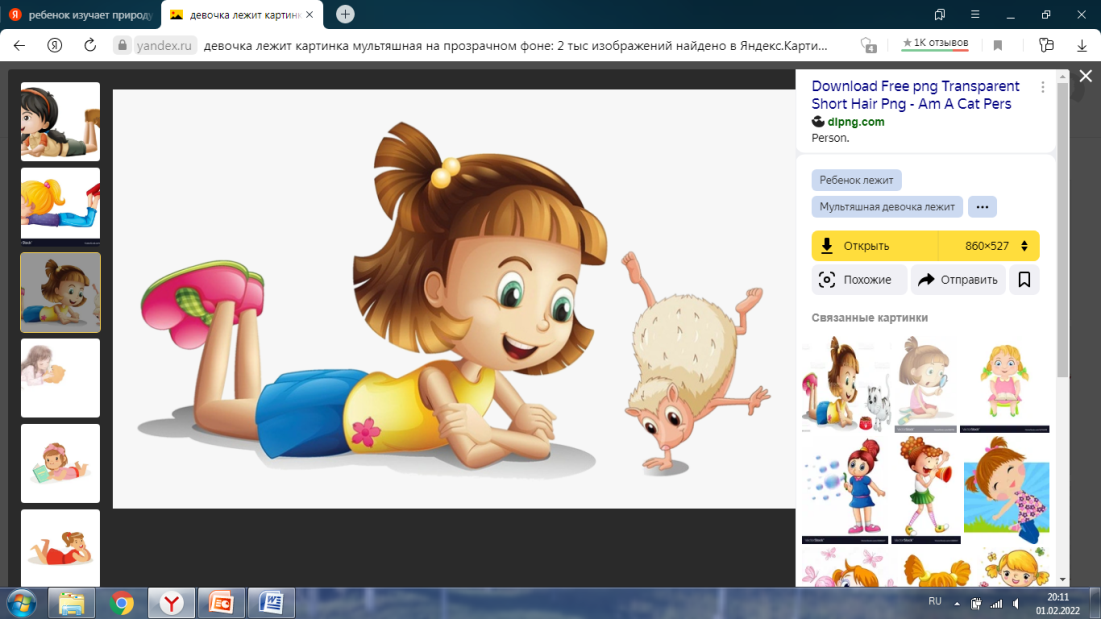 ребенок изучает природу
девочка лежит картинк
yandex.ru
девочка лежит картинка мультяшная на прозрачном фоне: 2 тыс изображений найдено в Яндекс.Карти...
4
★1К отзывов
Download Free png Transparent
Short Hair Png - Am A Cat Pers
dlpng.com
Person.
Ребенок лежит
Мультяшная девочка лежит
•••
Открыть
860×527
Похожие
Отправить
Связанные картинки
RU
20:11
01.02.2022